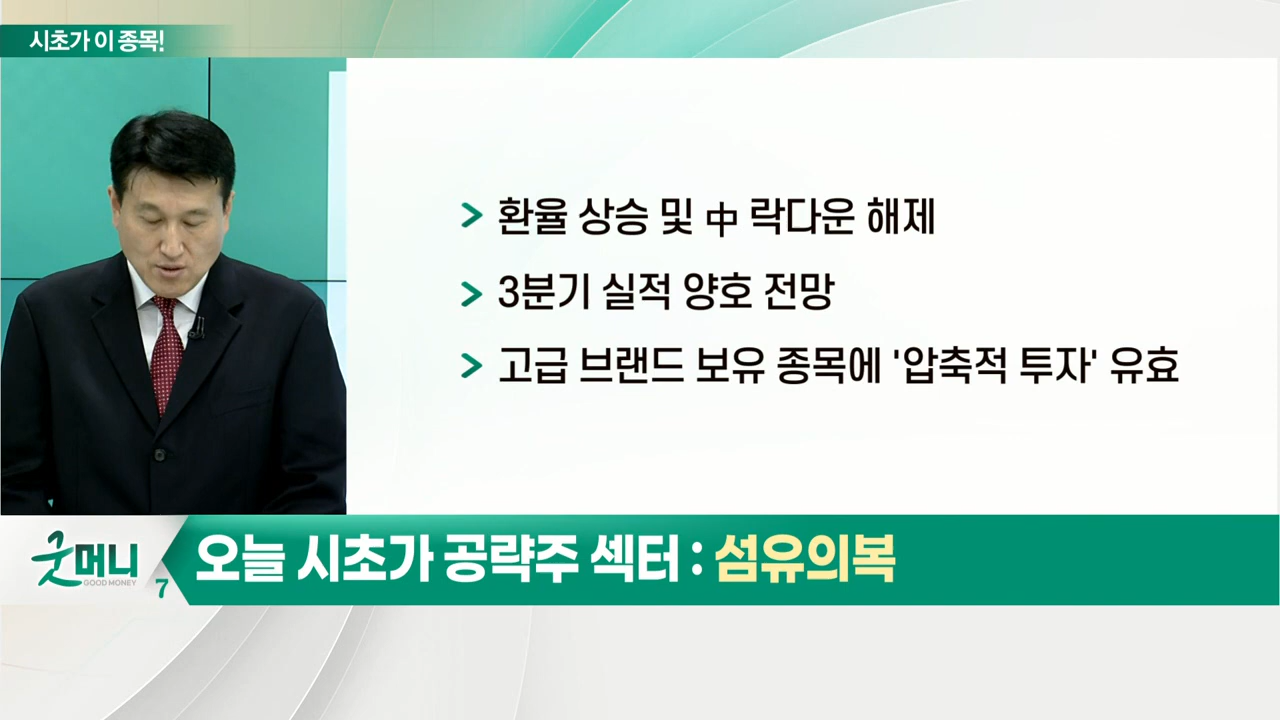 시초가 이 종목!
> 환율 상승 및 中 락다운 해제
> 3분기 실적 양호 전망
> 고급 브랜드 보유 종목에 '압축적 투자' 유효
굿머니
GOOD MONEY
7
오늘 시초가 공략주 섹터 : 섬유의복